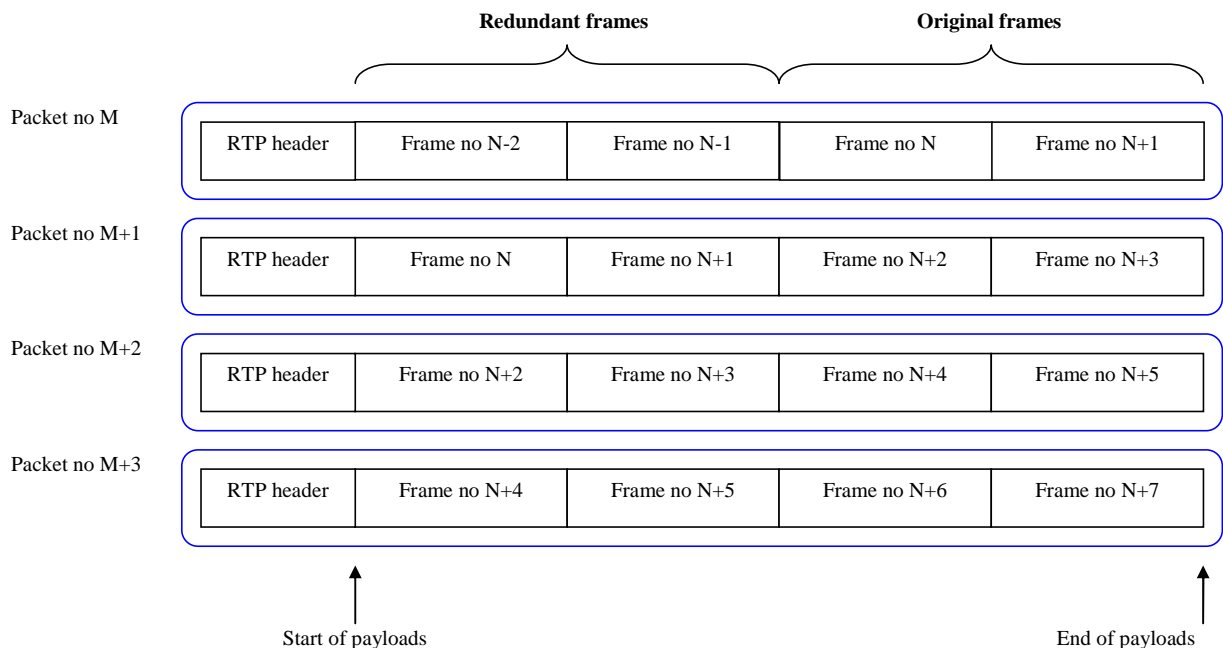 Redundant frames Original frames
Packet no M
RTP header Frame no N-2 Frame no N-1 Frame no N Frame no N+1
Packet no M+1
RTP header Frame no N Frame no N+1 Frame no N+2 Frame no N+3
Packet no M+2
RTP header Frame no N+2 Frame no N+3 Frame no N+4 Frame no N+5
Packet no M+3
RTP header Frame no N+4 Frame no N+5 Frame no N+6 Frame no N+7
Start of payloads End of payloads